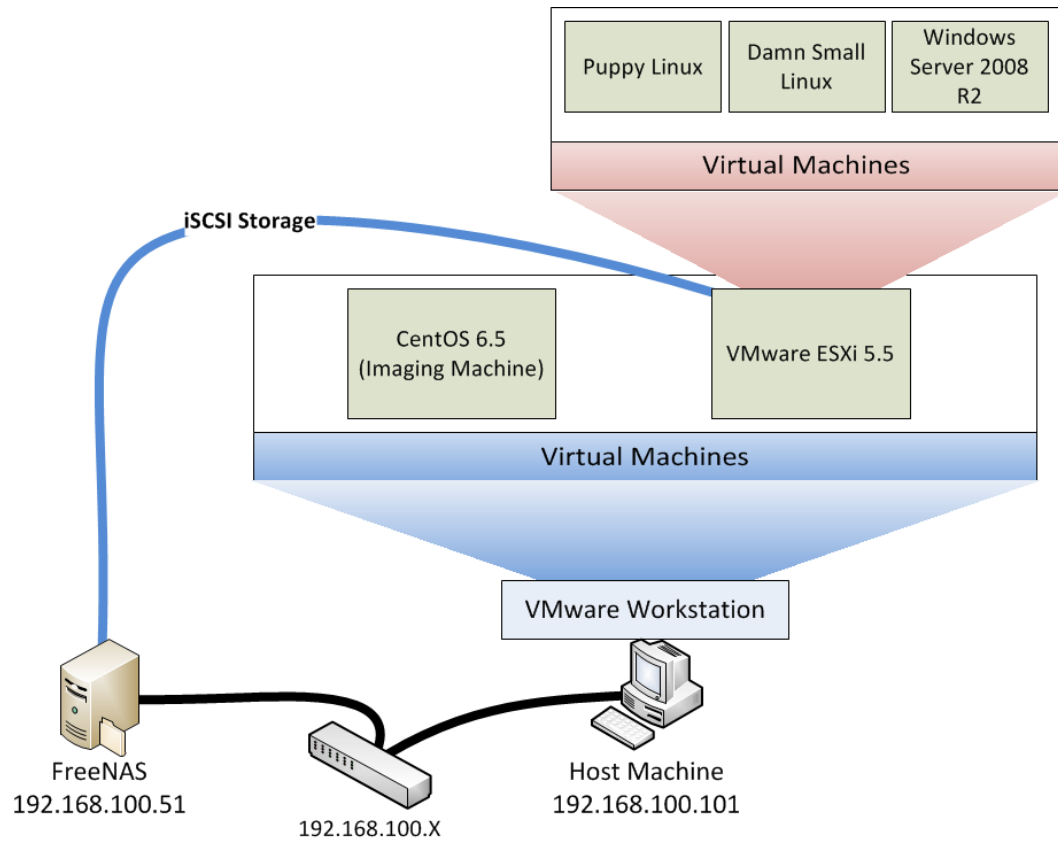 Puppy Linux
Damn Small
Linux
Windows
Server 2008
R2
Virtual Machines
iSCSI Storage
CentOS 6.5
(Imaging Machine)
VMware ESXi 5.5
Virtual Machines
VMware Workstation
FreeNAS
192.168.100.51
192.168.100.X
Host Machine
192.168.100.101